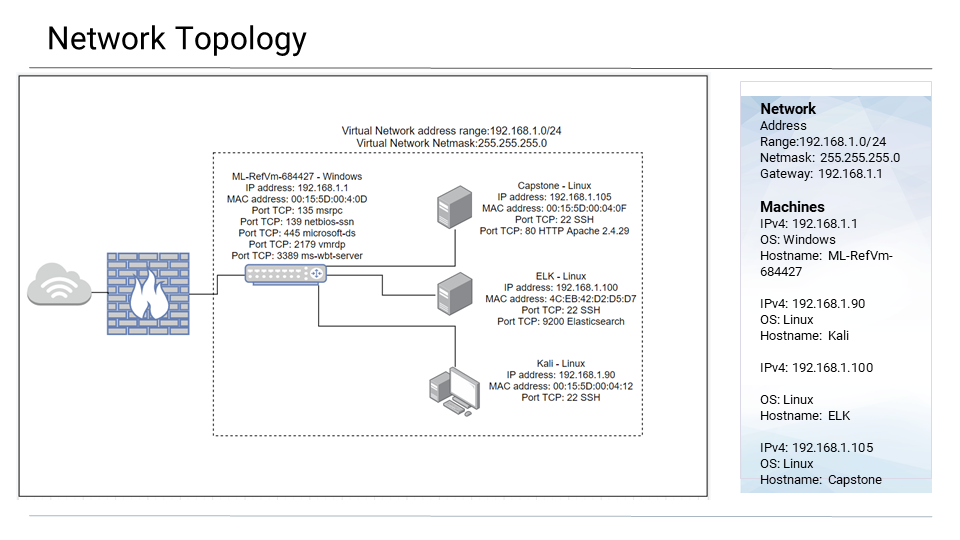 Network Topology
Virtual Network address range:192.168.1.0/24
Virtual Network Netmask:255.255.255.0
ML-RefVm-684427 - Windows
IP address: 192.168.1.1
MAC address: 00:15:5D:00:4:0D
Port TCP: 135 msrpc
Port TCP: 139 netbios-ssn
Port TCP: 445 microsoft-ds
Port TCP: 2179 vmrdp
Port TCP: 3389 ms-wbt-server
Capstone - Linux
IP address: 192.168.1.105
MAC address: 00:15:5D:00:04:0F
Port TCP: 22 SSH
Port TCP: 80 HTTP Apache 2.4.29
ELK - Linux
IP address: 192.168.1.100
MAC address: 4C:EB:42:D2:D5:D7
Port TCP: 22 SSH
Port TCP: 9200 Elasticsearch
Kali - Linux
IP address: 192.168.1.90
MAC address: 00:15:5D:00:04:12
Port TCP: 22 SSH
Network
Address
Range:192.168.1.0/24
Netmask: 255.255.255.0
Gateway: 192.168.1.1
Machines
IPv4: 192.168.1.1
OS: Windows
Hostname: ML-RefVm-
684427
IPv4: 192.168.1.90
OS: Linux
Hostname: Kali
IPv4: 192.168.1.100
OS: Linux
Hostname: ELK
IPv4: 192.168.1.105
OS: Linux
Hostname: Capstone